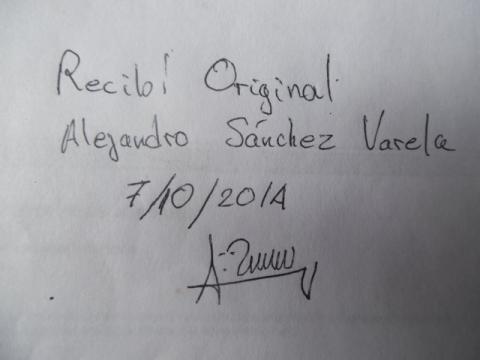 Recibí Original
Alejandro Sánchez Varela
7/10/2014